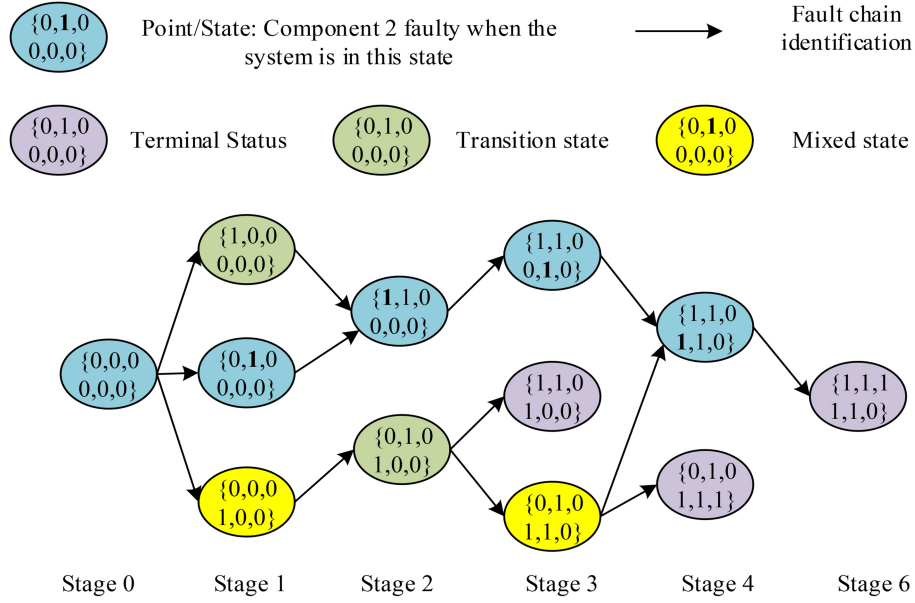 {0,1,0
0,0,0}
Point/State: Component 2 faulty when the
system is in this state
Fault chain
identification
{0,1,0
0,0,0}
Terminal Status
{0,1,0
0,0,0}
Transition state
{0,1,0
0,0,0}
Mixed state
{0,0,0
0,0,0}
{1,0,0
0,0,0}
{0,1,0
0,0,0}
{0,0,0
1,0,0}
{1,1,0
0,0,0}
{0,1,0
1,0,0}
{1,1,0
0,1,0}
{1,1,0
1,0,0}
{0,1,0
1,1,0}
{1,1,0
1,1,0}
{0,1,0
1,1,1}
{1,1,1
1,1,0}
Stage 0
Stage 1
Stage 2
Stage 3
Stage 4
Stage 6